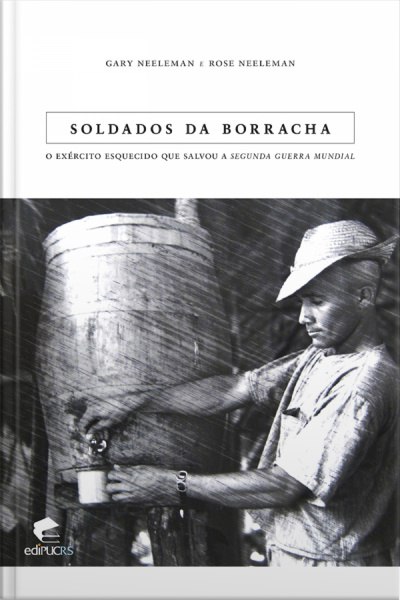 GARY NEELEMAN E ROSE NEELEMAN
SOLDADOS DA BORRACHA
O EXÉRCITO ESQUECIDO QUE SALVOU A SEGUNDA GUERRA MUNDIAL
ediPUCRS